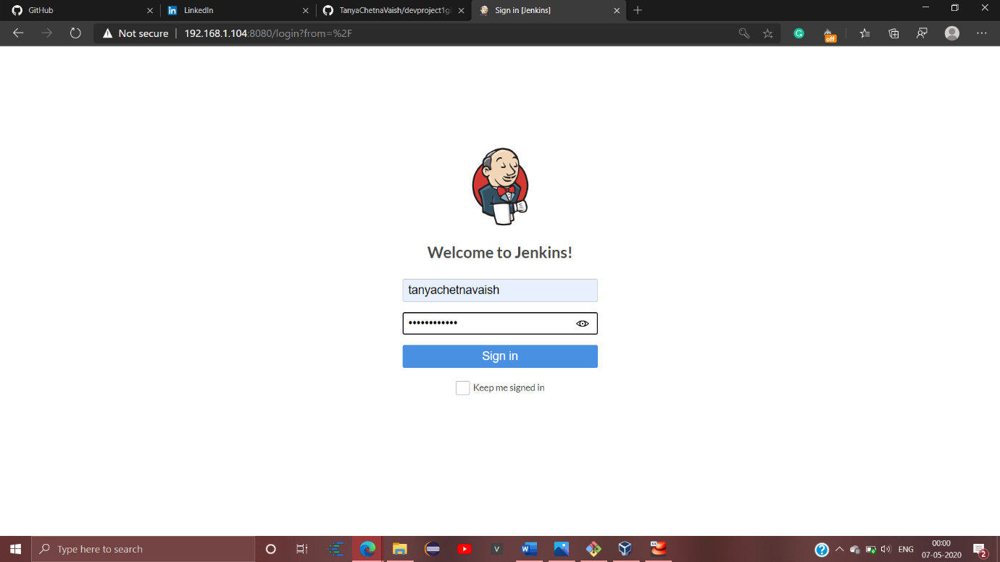 GitHub
LinkedIn
TanyaChetnaVaish/devproject1gi
Sign in [Jenkins]
Not secure
192.168.1.104:8080/login?from=%2F
off
Welcome to Jenkins!
tanyachetnavaish
••••••••••••
Sign in
Keep me signed in
Type here to search
ENG
00:00
07-05-2020
2